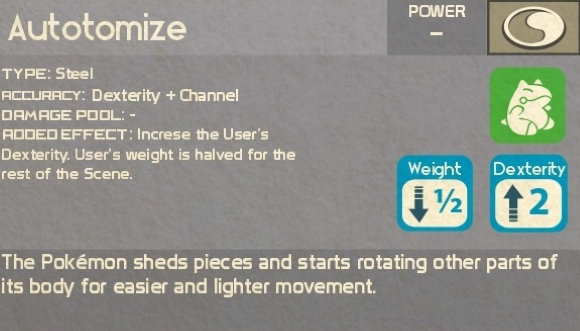 Autotomize
POWER
–
TYPE: Steel
ACCURACY: Dexterity + Channel
DAMAGE POOL: -
ADDED EFFECT: Increse the User's
Dexterity. User's weight is halved for the
rest of the Scene.
Weight
½
Dexterity
2
The Pokémon sheds pieces and starts rotating other parts of
its body for easier and lighter movement.